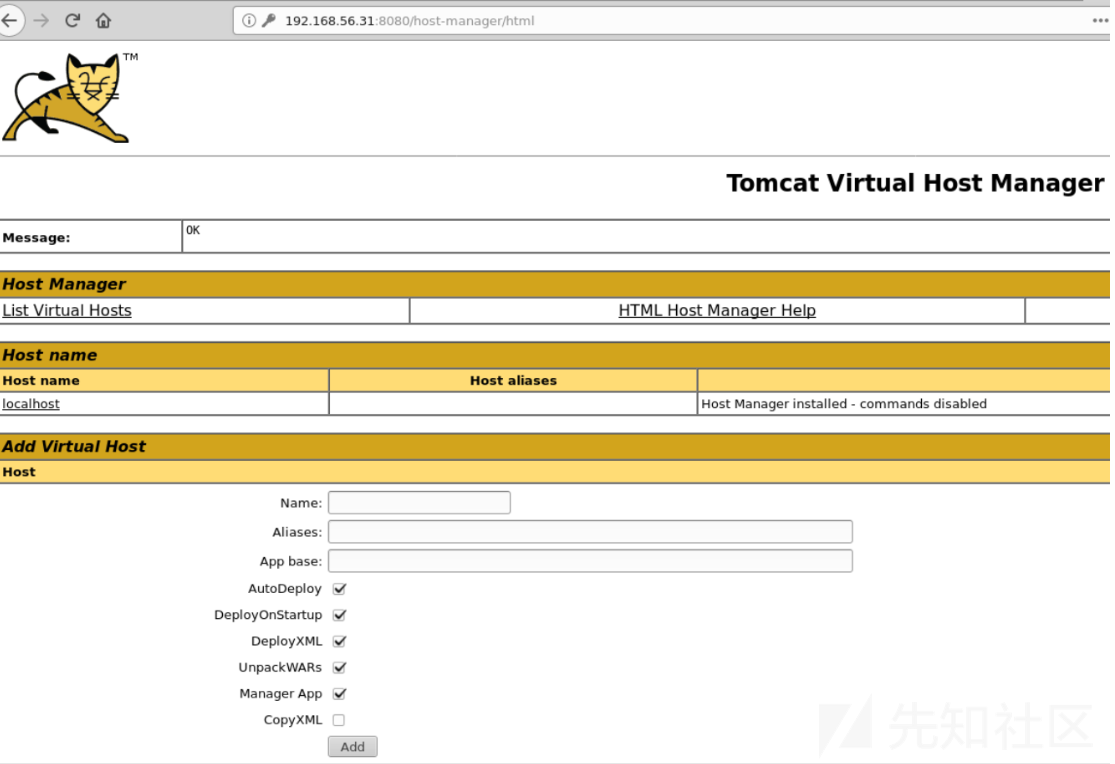 192.168.56.31:8080/host-manager/html
TM
Tomcat Virtual Host Manager
Message: OK
Host Manager
List Virtual Hosts HTML Host Manager Help
Host name
Host name Host aliases
localhost Host Manager installed - commands disabled
Add Virtual Host
Host
Name:
Aliases:
App base:
AutoDeploy
DeployOnStartup
DeployXML
UnpackWARs
Manager App
CopyXML
Add
先知社区